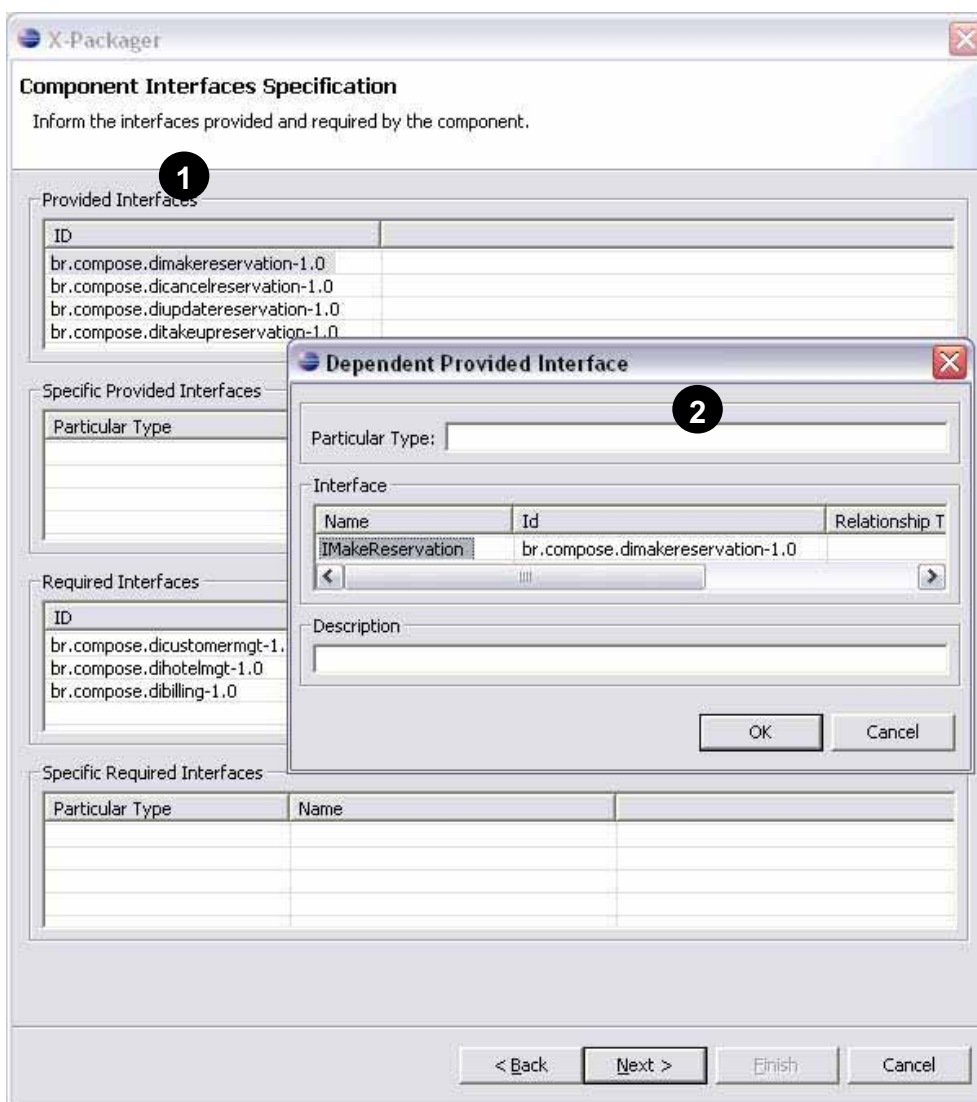 X-Packager
Component Interfaces Specification
Inform the interfaces provided and required by the component.
1
Provided Interfaces
ID
br.compose.dimakereservation-1.0
br.compose.dicancelreservation-1.0
br.compose.diupdatereservation-1.0
br.compose.ditakeupreservation-1.0
Dependent Provided Interface
2
Particular Type:
Interface
Name Id Relationship T
IMakeReservation br.compose.dimakereservation-1.0
Description
OK Cancel
Specific Provided Interfaces
Particular Type
Required Interfaces
ID
br.compose.dicustomermgt-1.
br.compose.dihotelmgt-1.0
br.compose.dibilling-1.0
Specific Required Interfaces
Particular Type Name
< Back Next > Finish Cancel